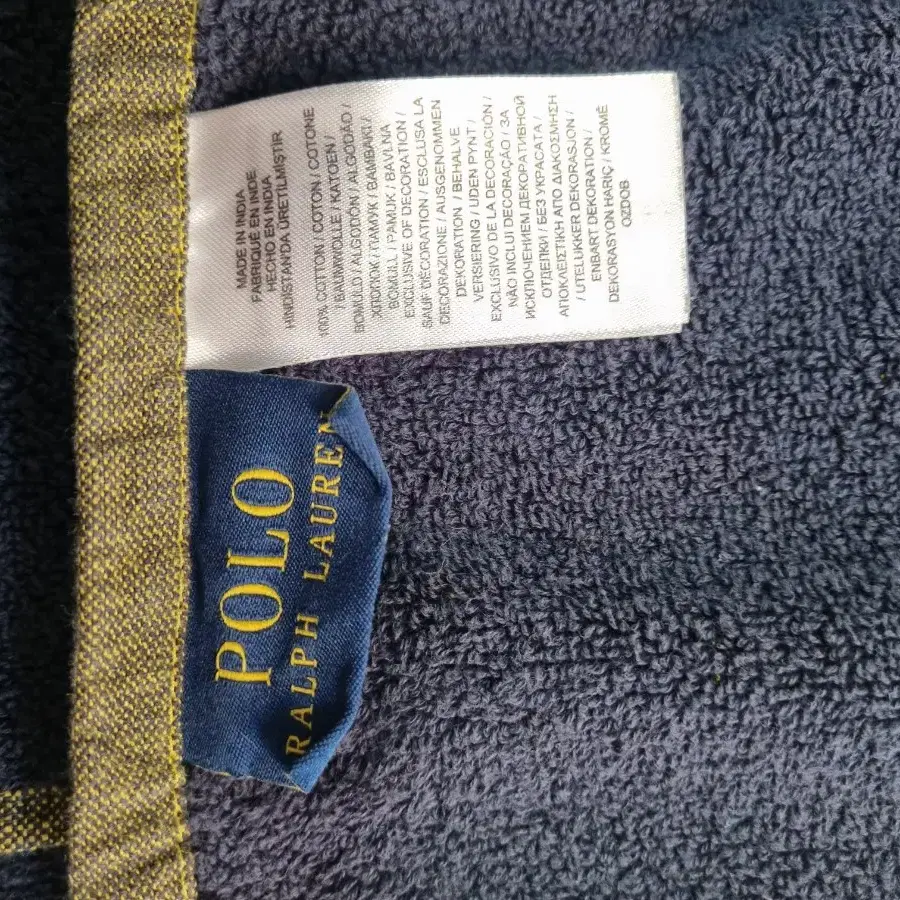 MADE IN INDIA
FABRIQUÉ EN INDE
HECHO EN INDIA
HİNDİSTAN'DA ÜRETİLMİŞTİR
100% COTTON / COTON / COTONE
/ BAUMWOLLE / KATOEN /
BOMULD / ALGODÓN / ALGODÃO /
ХЛОПОК / ПАМУК / ΒΑΜΒΑΚΙ /
BOMULL / PAMUK / BAVLNA
EXCLUSIVE OF DECORATION /
SAUF DÉCORATION / ESCLUSA LA
DECORAZIONE / AUSGENOMMEN
DEKORATION / BEHALVE
VERSIERING / UDEN PYNT /
EXCLUSIVO DE LA DECORACION /
NÃO INCLUI DECORAÇÃO / ЗА
ИСКЛЮЧЕНИЕМ ДЕКОРАТИВНОЙ
ОТДЕЛКИ / БЕЗ УКРАСАТА /
ΑΠΟΚΛΕΙΣΤΙΚΗ ΑΠΟ ΔΙΑΚΟΣΜΗΣΗ
/ UTELUKKER DEKORASJON /
ENBART DEKORATION /
DEKORASYON HARIÇ / KROMĚ
OZDOB
POLO
RALPH LAUREN